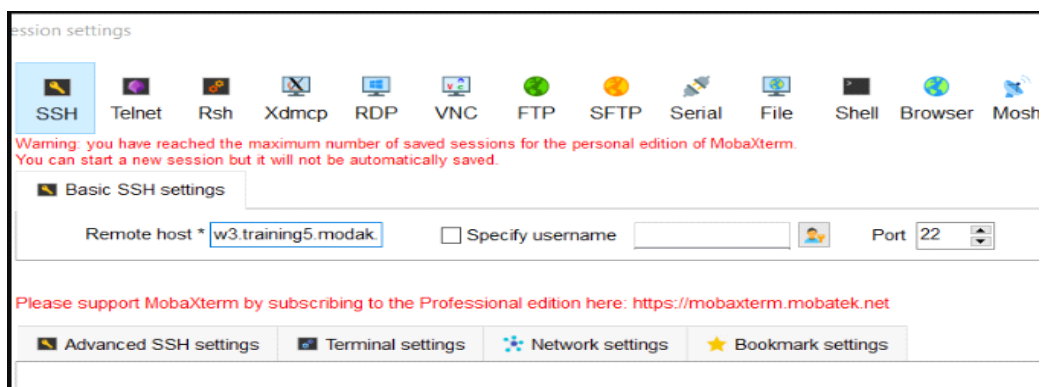 ession settings
SSH Telnet Rsh Xdmcp RDP VNC FTP SFTP Serial File Shell Browser Mosh
Warning: you have reached the maximum number of saved sessions for the personal edition of MobaXterm.
You can start a new session but it will not be automatically saved.
Basic SSH settings
Remote host * w3.training5.modak. Specify username Port 22
Please support MobaXterm by subscribing to the Professional edition here: https://mobaxterm.mobatek.net
Advanced SSH settings Terminal settings Network settings Bookmark settings